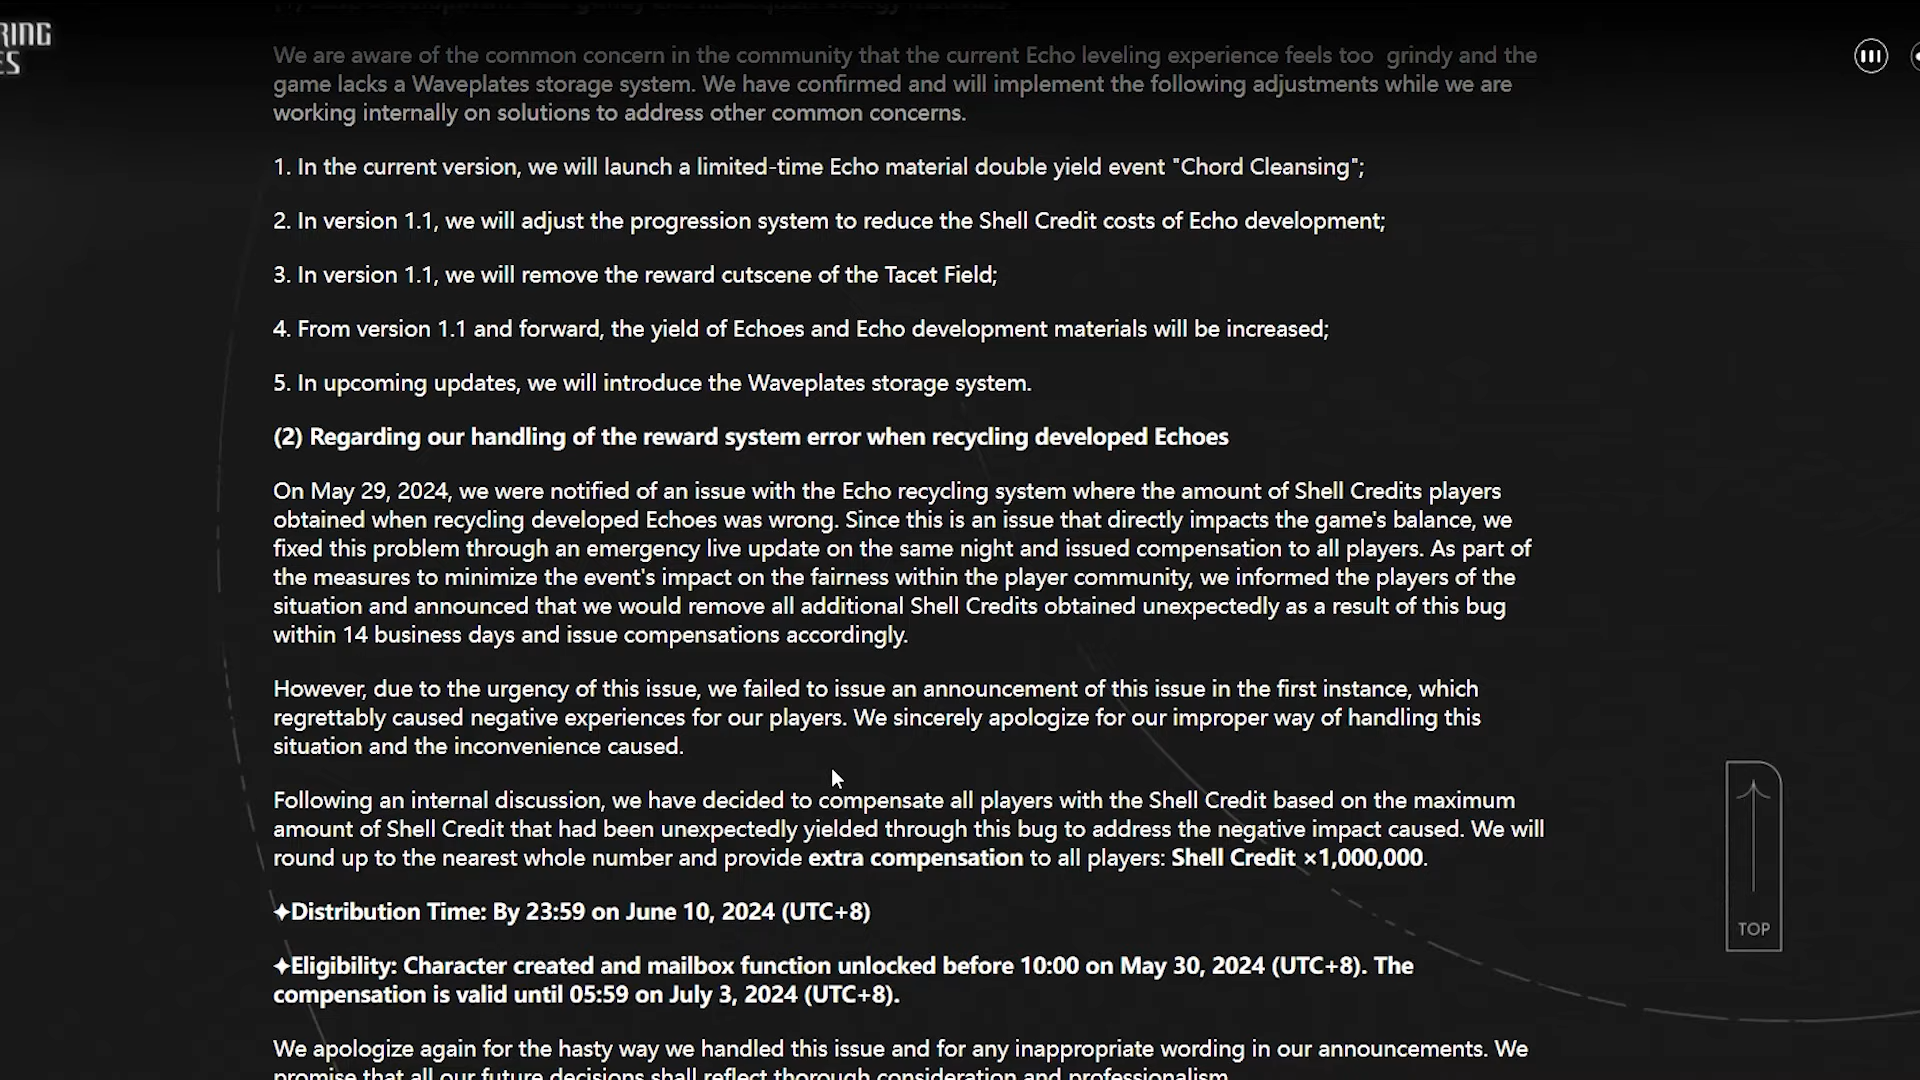 RING
ES
We are aware of the common concern in the community that the current Echo leveling experience feels too  grindy and the
game lacks a Waveplates storage system. We have confirmed and will implement the following adjustments while we are
working internally on solutions to address other common concerns.
1. In the current version, we will launch a limited-time Echo material double yield event "Chord Cleansing";
2. In version 1.1, we will adjust the progression system to reduce the Shell Credit costs of Echo development;
3. In version 1.1, we will remove the reward cutscene of the Tacet Field;
4. From version 1.1 and forward, the yield of Echoes and Echo development materials will be increased;
5. In upcoming updates, we will introduce the Waveplates storage system.
(2) Regarding our handling of the reward system error when recycling developed Echoes
On May 29, 2024, we were notified of an issue with the Echo recycling system where the amount of Shell Credits players
obtained when recycling developed Echoes was wrong. Since this is an issue that directly impacts the game's balance, we
fixed this problem through an emergency live update on the same night and issued compensation to all players. As part of
the measures to minimize the event's impact on the fairness within the player community, we informed the players of the
situation and announced that we would remove all additional Shell Credits obtained unexpectedly as a result of this bug
within 14 business days and issue compensations accordingly.
However, due to the urgency of this issue, we failed to issue an announcement of this issue in the first instance, which
regrettably caused negative experiences for our players. We sincerely apologize for our improper way of handling this
situation and the inconvenience caused.
Following an internal discussion, we have decided to compensate all players with the Shell Credit based on the maximum
amount of Shell Credit that had been unexpectedly yielded through this bug to address the negative impact caused. We will
round up to the nearest whole number and provide extra compensation to all players: Shell Credit ×1,000,000.
✦Distribution Time: By 23:59 on June 10, 2024 (UTC+8)
✦Eligibility: Character created and mailbox function unlocked before 10:00 on May 30, 2024 (UTC+8). The
compensation is valid until 05:59 on July 3, 2024 (UTC+8).
We apologize again for the hasty way we handled this issue and for any inappropriate wording in our announcements. We
promise that all our future decisions shall reflect thorough consideration and professionalism.
TOP